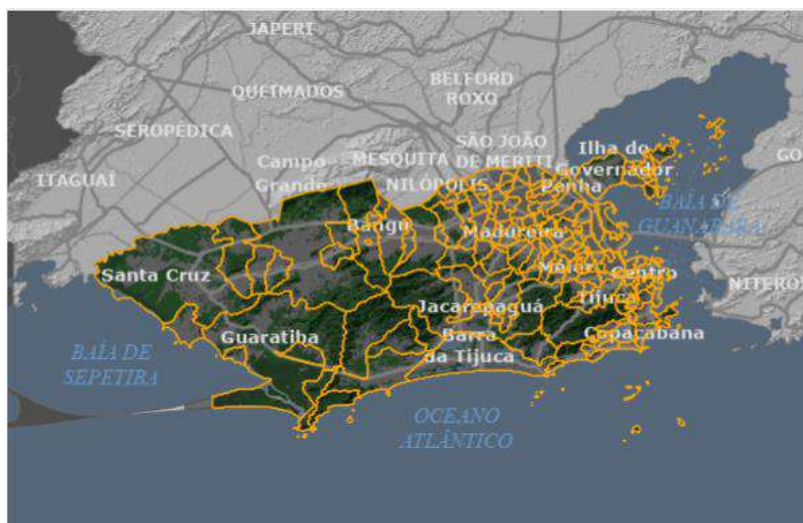 JAPERI
QUEIMADOS
BELFORD
ROXO
SEROPÉDICA
SÃO JOÃO
DE MERITI
Ilha do
Governador
Campo
Grande
MESQUITA
NILÓPOLIS
Penha
ITAGUAÍ
BAÍA DE
GUANABARA
Bangu
Madureira
Santa Cruz
Méier
Centro
NITERÓI
Jacarepaguá
Tijuca
Guaratiba
Barra
da Tijuca
Copacabana
BAÍA DE
SEPETIBA
OCEANO
ATLÂNTICO